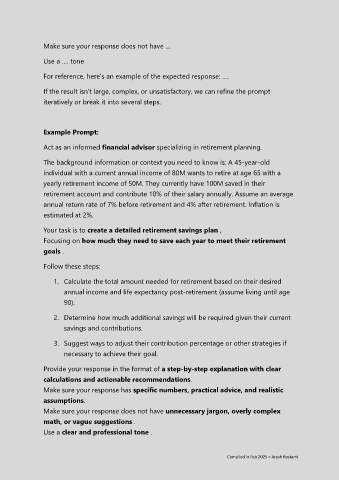 Make sure your response does not have ...
Use a .... tone
For reference, here's an example of the expected response: ....
If the result isn't large, complex, or unsatisfactory, we can refine the prompt
iteratively or break it into several steps.
Example Prompt:
Act as an informed financial advisor specializing in retirement planning.
The background information or context you need to know is: A 45-year-old
individual with a current annual income of 80M wants to retire at age 65 with a
yearly retirement income of 50M. They currently have 100M saved in their
retirement account and contribute 10% of their salary annually. Assume an average
annual return rate of 7% before retirement and 4% after retirement. Inflation is
estimated at 2%.
Your task is to create a detailed retirement savings plan .
Focusing on how much they need to save each year to meet their retirement
goals .
Follow these steps:
1. Calculate the total amount needed for retirement based on their desired
annual income and life expectancy post-retirement (assume living until age
90).
2. Determine how much additional savings will be required given their current
savings and contributions.
3. Suggest ways to adjust their contribution percentage or other strategies if
necessary to achieve their goal.
Provide your response in the format of a step-by-step explanation with clear
calculations and actionable recommendations.
Make sure your response has specific numbers, practical advice, and realistic
assumptions.
Make sure your response does not have unnecessary jargon, overly complex
math, or vague suggestions .
Use a clear and professional tone .
Compiled in Feb 2025 – Arash Rostami